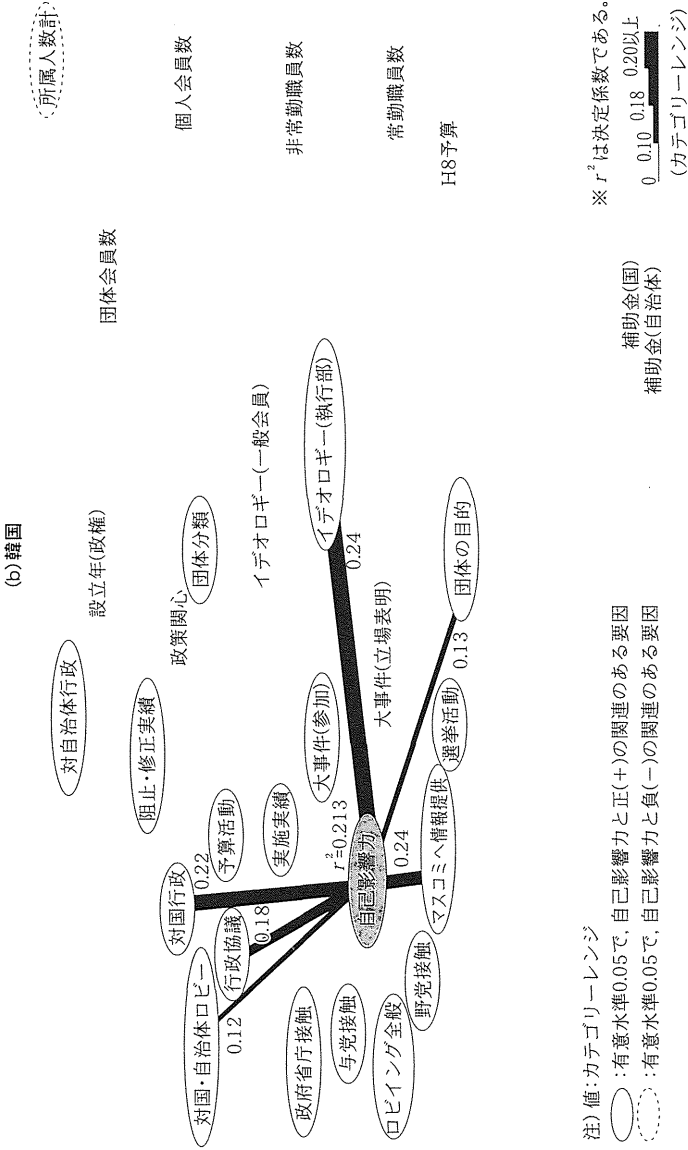 (b) 韓国
所属人数計
個人会員数
団体会員数
非常勤職員数
常勤職員数
H8予算
設立年(政権)
対自治体行政
阻止・修正実績
政策関心
団体分類
イデオロギー(一般会員)
イデオロギー(執行部)
0.24
対国行政
0.22
予算活動
実施実績
大事件(参加)
大事件(立場表明)
対国・自治体ロビー
行政協議
0.18
0.12
r²=0.213
自己影響力
0.24
団体の目的
0.13
選挙活動
マスコミへ情報提供
政府省庁接触
与党接触
野党接触
ロビイング全般
補助金(国)
補助金(自治体)
注) 値:カテゴリーレンジ
:有意水準0.05で, 自己影響力と正(+)の関連のある要因
:有意水準0.05で, 自己影響力と負(−)の関連のある要因
※ r²は決定係数である。
0 0.10 0.18 0.20以上
(カテゴリーレンジ)